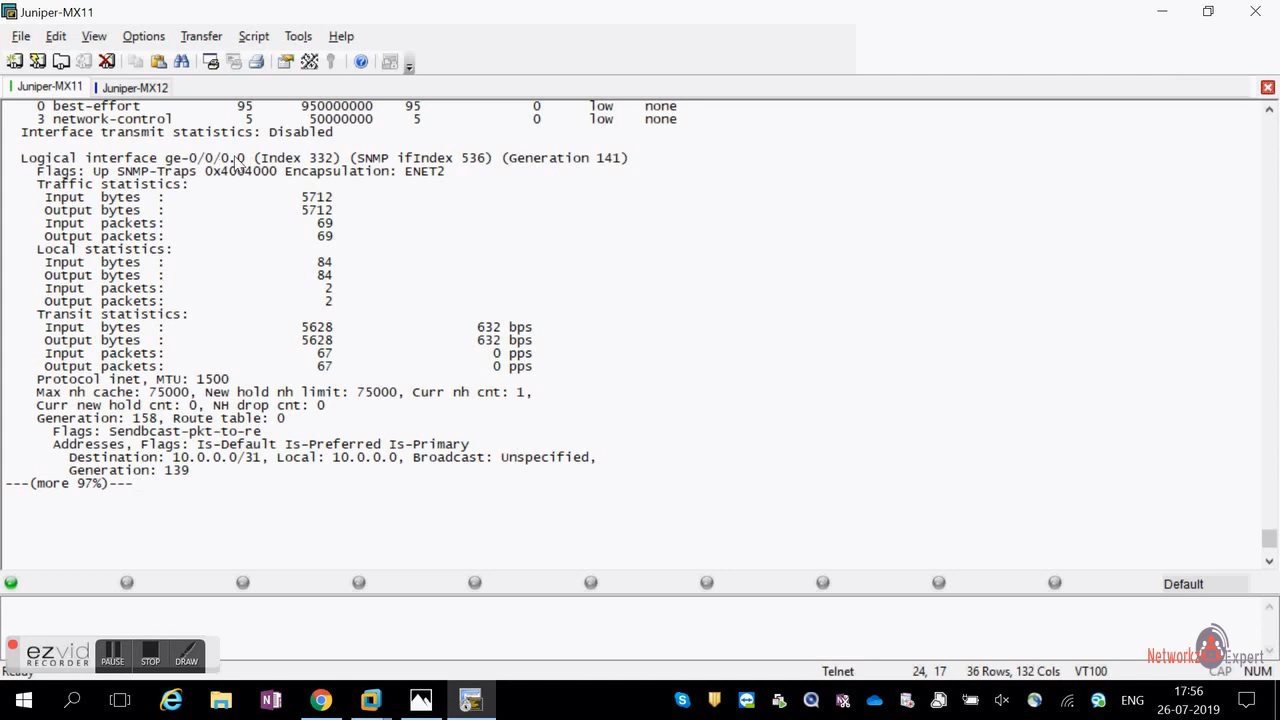 Juniper-MX11
File Edit View Options Transfer Script Tools Help
Juniper-MX11 Juniper-MX12
0 best-effort 95 950000000 95 0 low none
3 network-control 5 50000000 5 0 low none
Interface transmit statistics: Disabled
Logical interface ge-0/0/0.0 (Index 332) (SNMP ifIndex 536) (Generation 141)
Flags: Up SNMP-Traps 0x4004000 Encapsulation: ENET2
Traffic statistics:
Input bytes : 5712
Output bytes : 5712
Input packets: 69
Output packets: 69
Local statistics:
Input bytes : 84
Output bytes : 84
Input packets: 2
Output packets: 2
Transit statistics:
Input bytes : 5628 632 bps
Output bytes : 5628 632 bps
Input packets: 67 0 pps
Output packets: 67 0 pps
Protocol inet, MTU: 1500
Max nh cache: 75000, New hold nh limit: 75000, Curr nh cnt: 1,
Curr new hold cnt: 0, NH drop cnt: 0
Generation: 158, Route table: 0
Flags: Sendbcast-pkt-to-re
Addresses, Flags: Is-Default Is-Preferred Is-Primary
Destination: 10.0.0.0/31, Local: 10.0.0.0, Broadcast: Unspecified,
Generation: 139
---(more 97%)---
Default
ezvid
RECORDER
PAUSE STOP DRAW
Telnet 24, 17 36 Rows, 132 Cols VT100 CAP NUM
ENG
17:56
26-07-2019